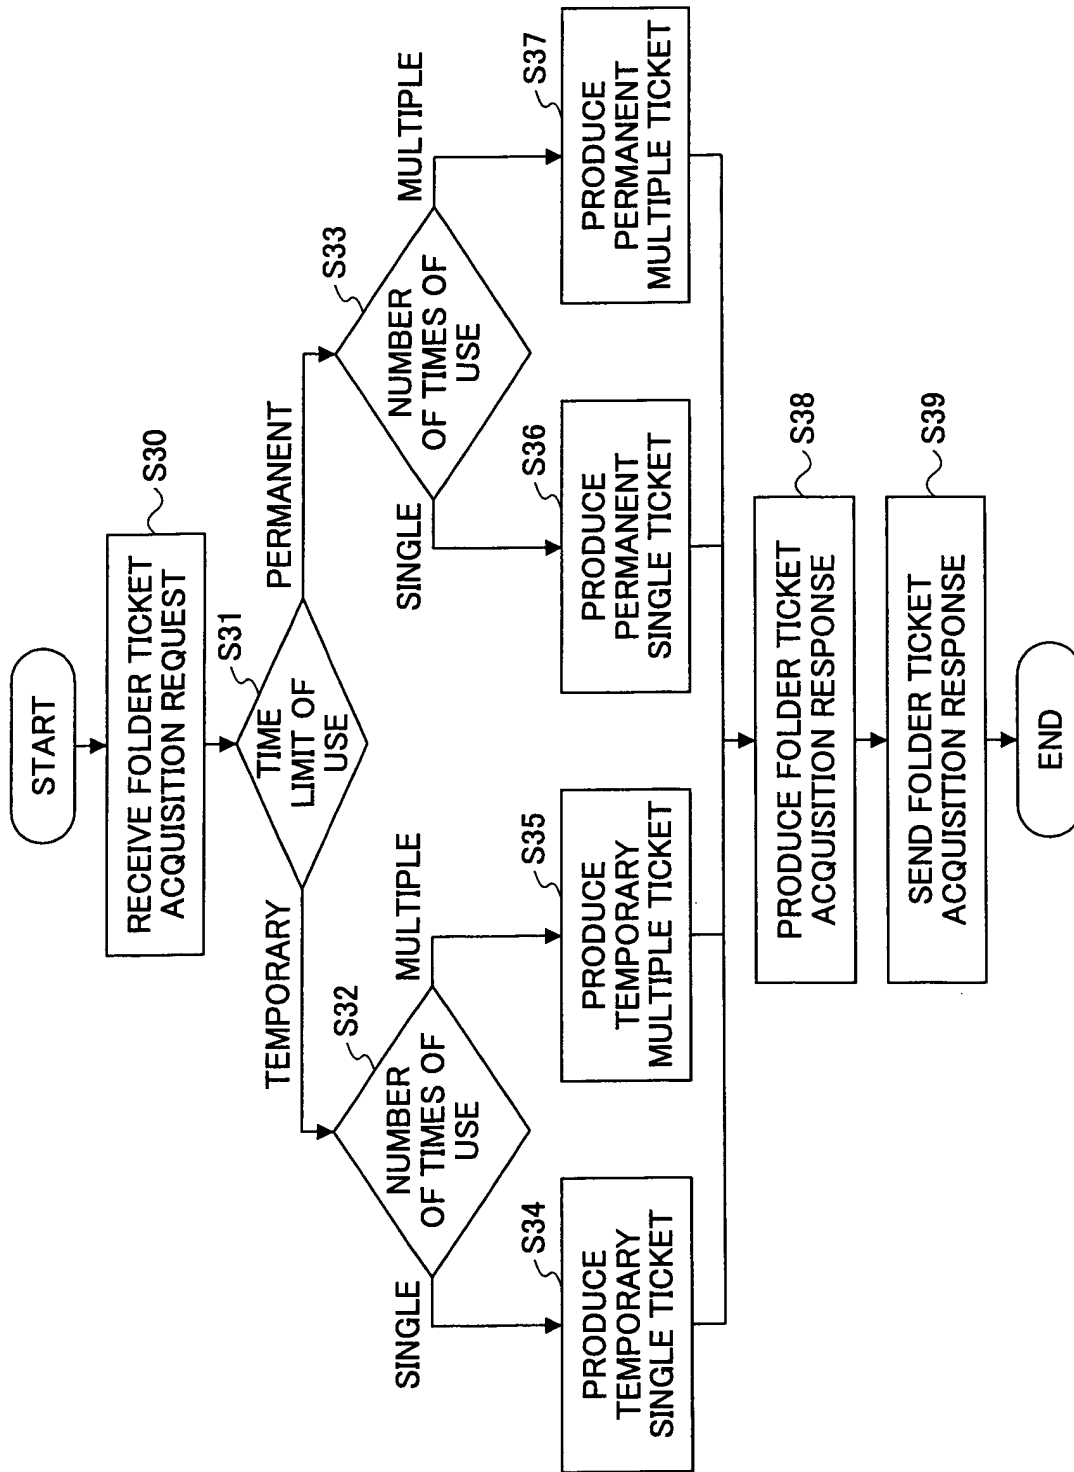 START
S30
RECEIVE FOLDER TICKET
ACQUISITION REQUEST
S31
TIME
LIMIT OF
USE
TEMPORARY
PERMANENT
S32
NUMBER
OF TIMES OF
USE
S33
NUMBER
OF TIMES OF
USE
SINGLE
MULTIPLE
SINGLE
MULTIPLE
S34
PRODUCE
TEMPORARY
SINGLE TICKET
S35
PRODUCE
TEMPORARY
MULTIPLE TICKET
S36
PRODUCE
PERMANENT
SINGLE TICKET
S37
PRODUCE
PERMANENT
MULTIPLE TICKET
S38
PRODUCE FOLDER TICKET
ACQUISITION RESPONSE
S39
SEND FOLDER TICKET
ACQUISITION RESPONSE
END